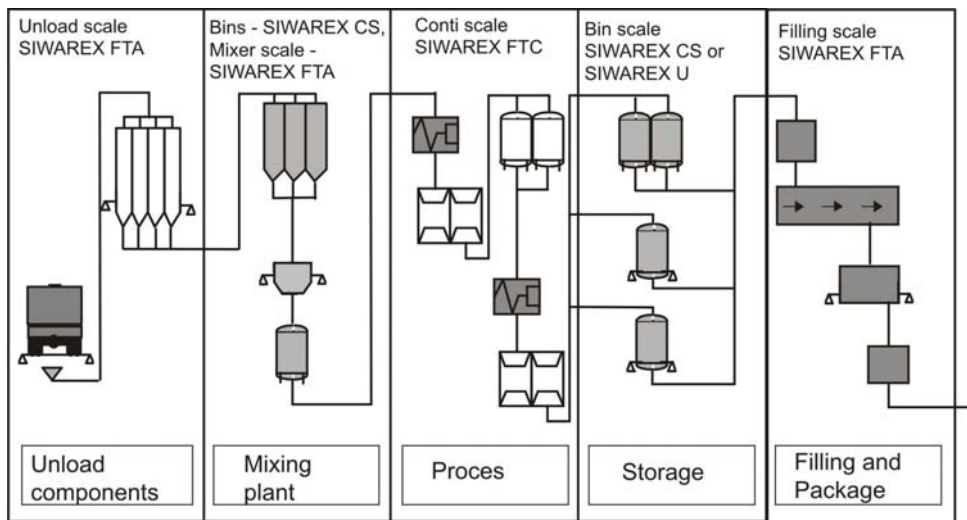 Unload scale
SIWAREX FTA
Bins - SIWAREX CS,
Mixer scale -
SIWAREX FTA
Conti scale
SIWAREX FTC
Bin scale
SIWAREX CS or
SIWAREX U
Filling scale
SIWAREX FTA
Unload
components
Mixing
plant
Proces
Storage
Filling and
Package